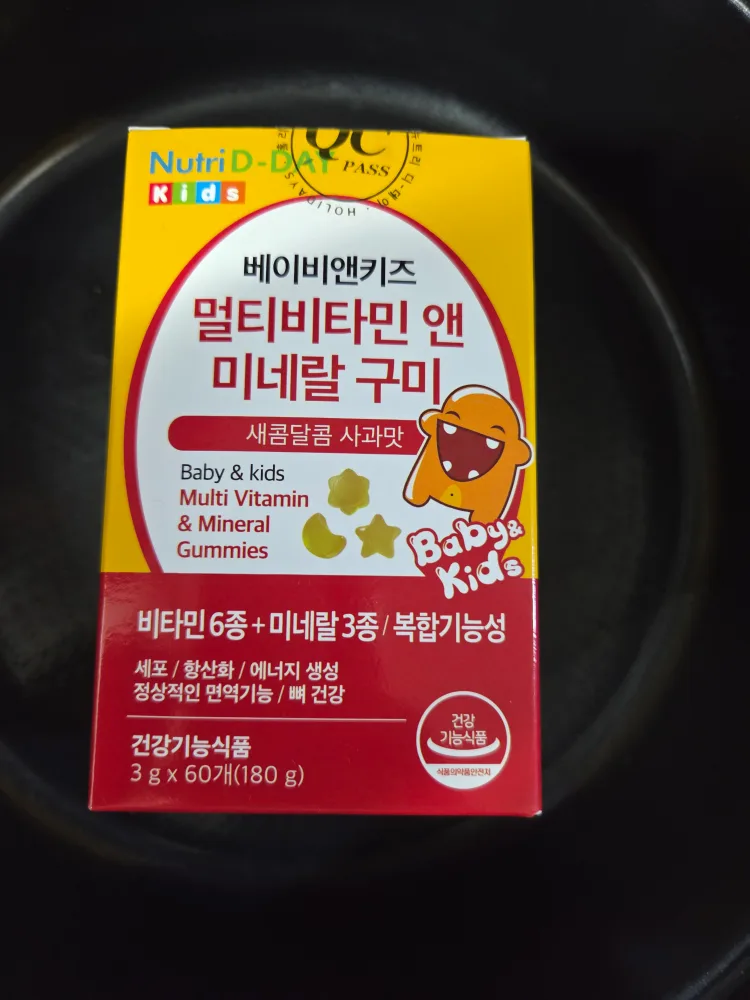 Nutri D-DAY
Kids
QC
PASS
HOLIDAYS
베이비앤키즈
멀티비타민 앤
미네랄 구미
새콤달콤 사과맛
Baby & kids
Multi Vitamin
& Mineral
Gummies
Baby&
Kids
비타민 6종 + 미네랄 3종 / 복합기능성
세포 / 항산화 / 에너지 생성
정상적인 면역기능 / 뼈 건강
건강기능식품
3 g x 60개(180 g)
건강
기능식품
식품의약품안전처